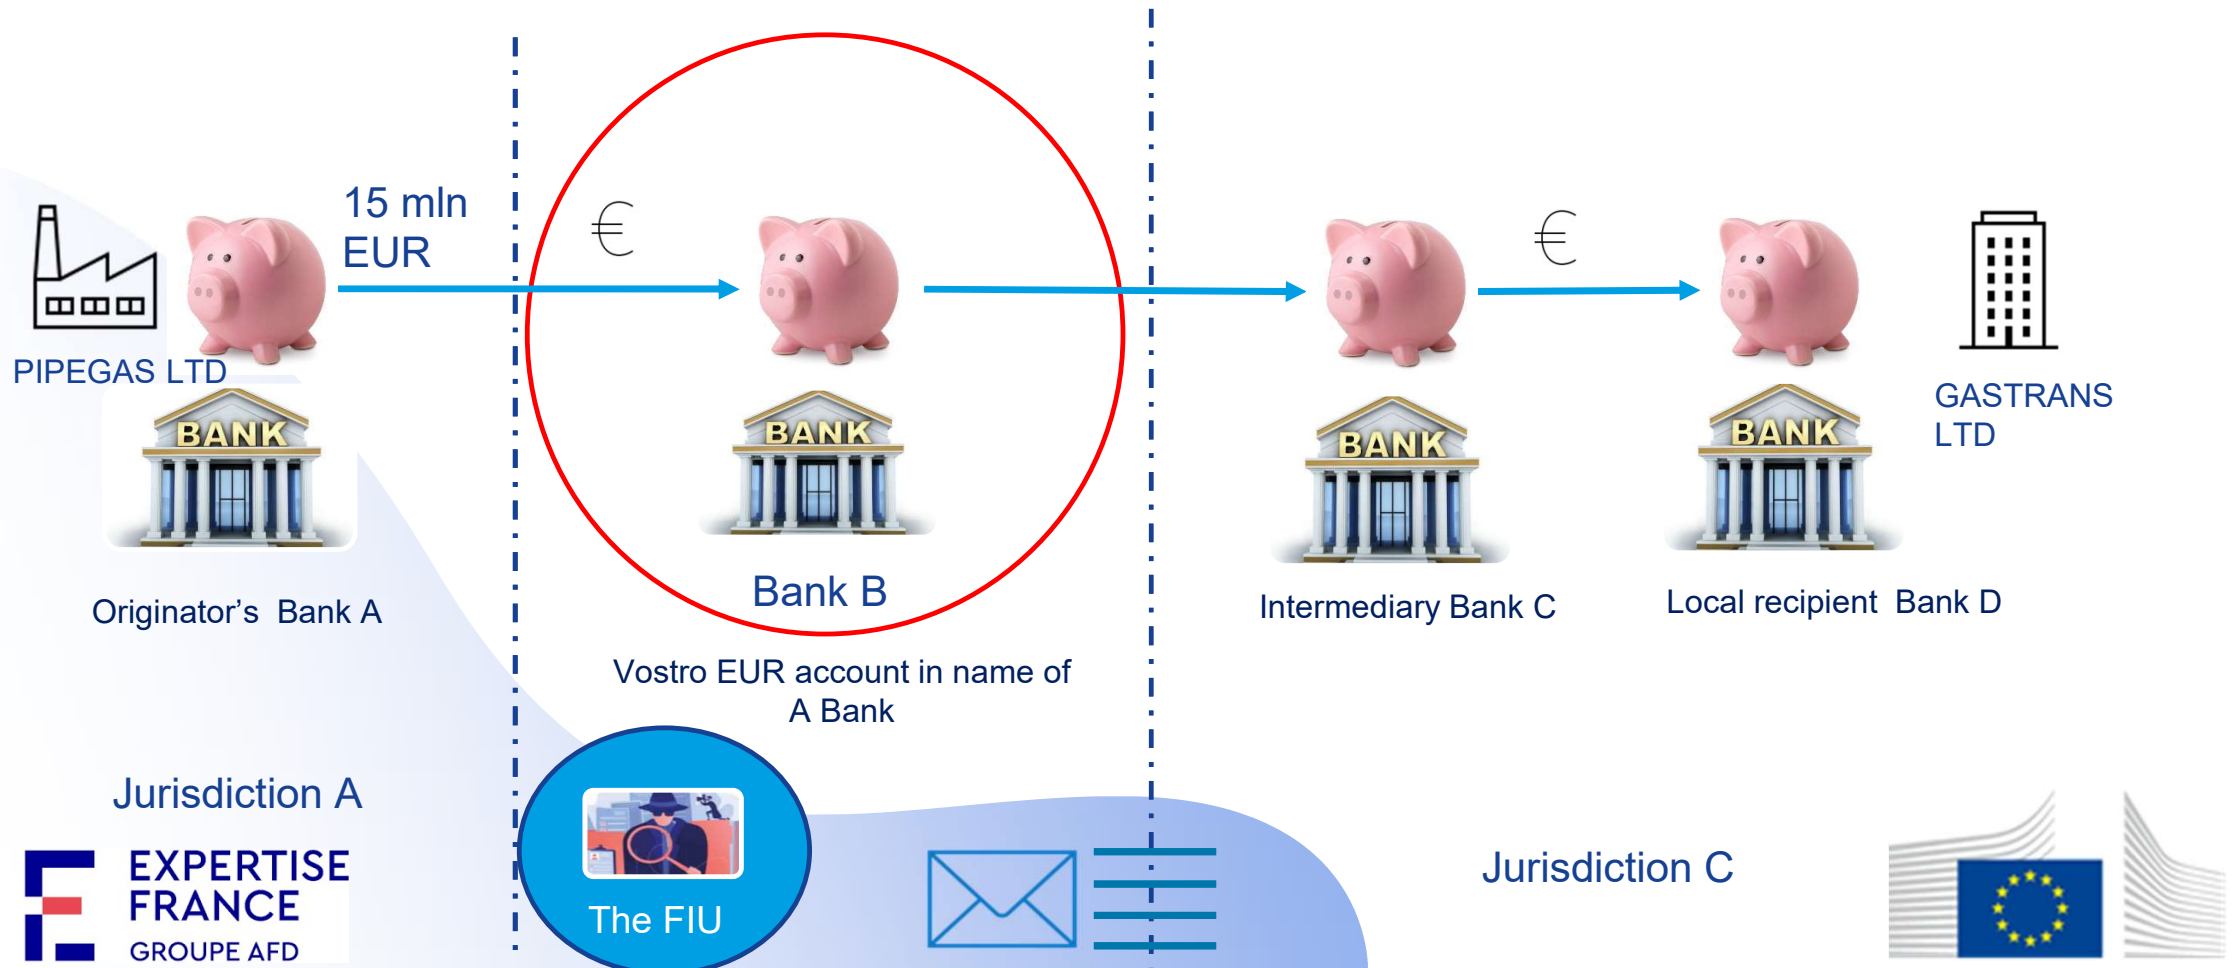 15 mln
EUR
€
€
PIPEGAS LTD
GASTRANS
LTD
BANK
BANK
BANK
BANK
Originator’s Bank A
Bank B
Intermediary Bank C
Local recipient Bank D
Vostro EUR account in name of
A Bank
Jurisdiction A
The FIU
Jurisdiction C
EXPERTISE
FRANCE
GROUPE AFD